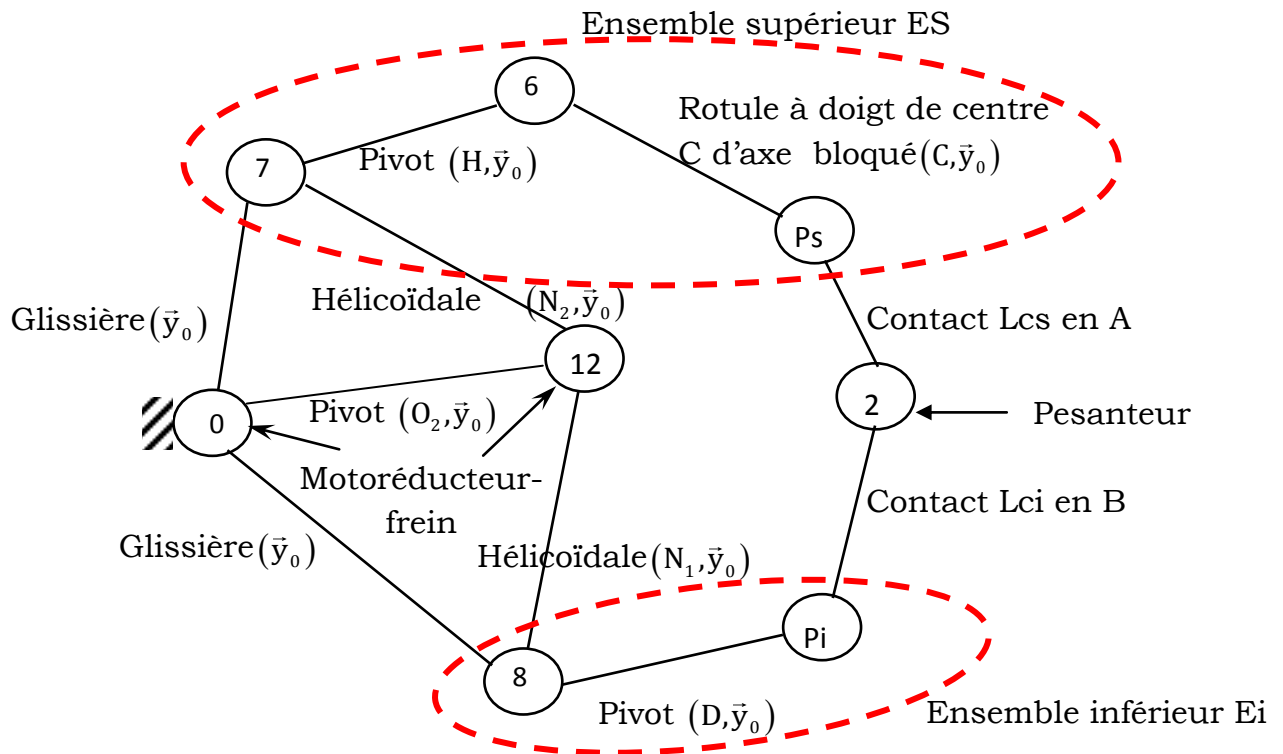 Ensemble supérieur ES
6
Rotule à doigt de centre
C d'axe bloqué (C,y⃗₀)
Pivot (H,y⃗₀)
7
Ps
Hélicoïdale (N₂,y⃗₀)
Glissière(y⃗₀)
Contact Lcs en A
12
2
Pesanteur
0
Pivot (O₂,y⃗₀)
Motoréducteur-
frein
Contact Lci en B
Glissière(y⃗₀)
Hélicoïdale(N₁,y⃗₀)
Pi
8
Pivot (D,y⃗₀)
Ensemble inférieur Ei